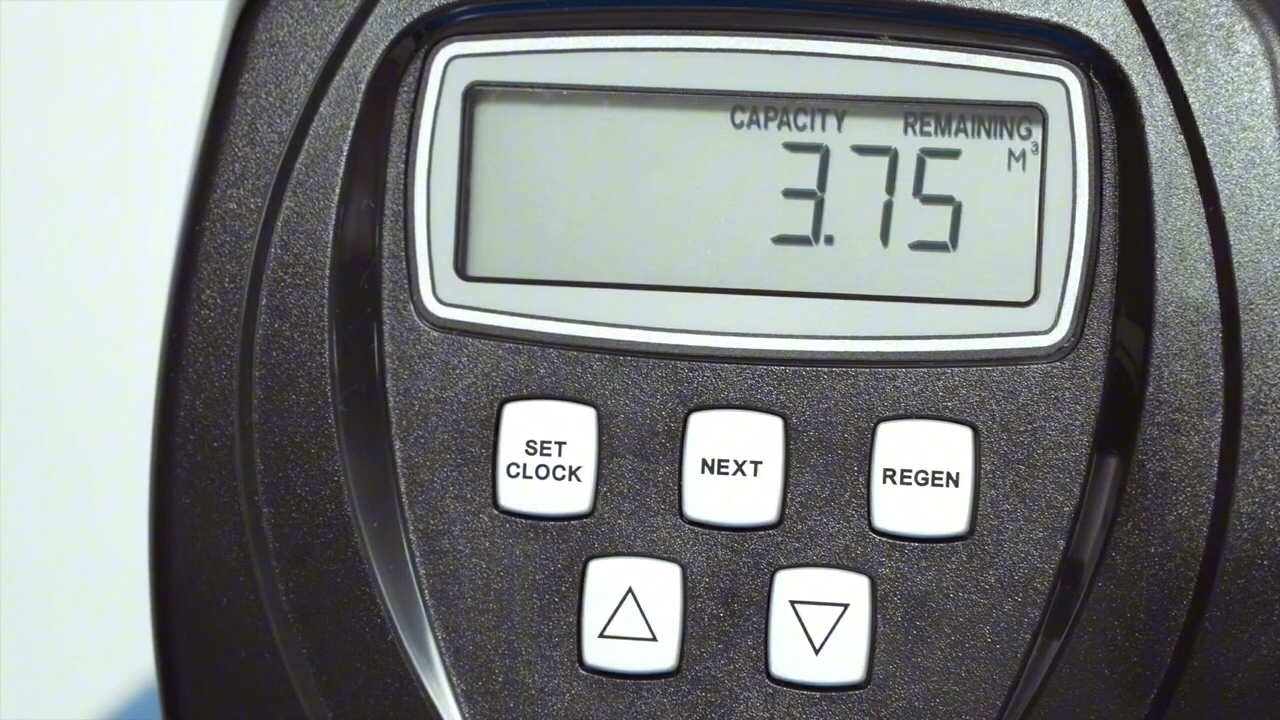 CAPACITY REMAINING
3.75 M³
SET
CLOCK
NEXT
REGEN